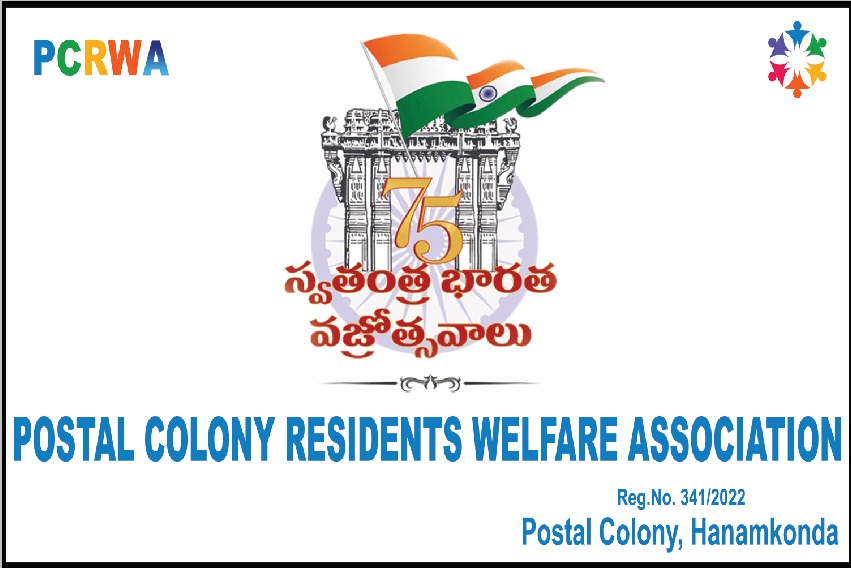 PCRWA
75
స్వతంత్ర భారత
వజ్రోత్సవాలు
POSTAL COLONY RESIDENTS WELFARE ASSOCIATION
Reg.No. 341/2022
Postal Colony, Hanamkonda